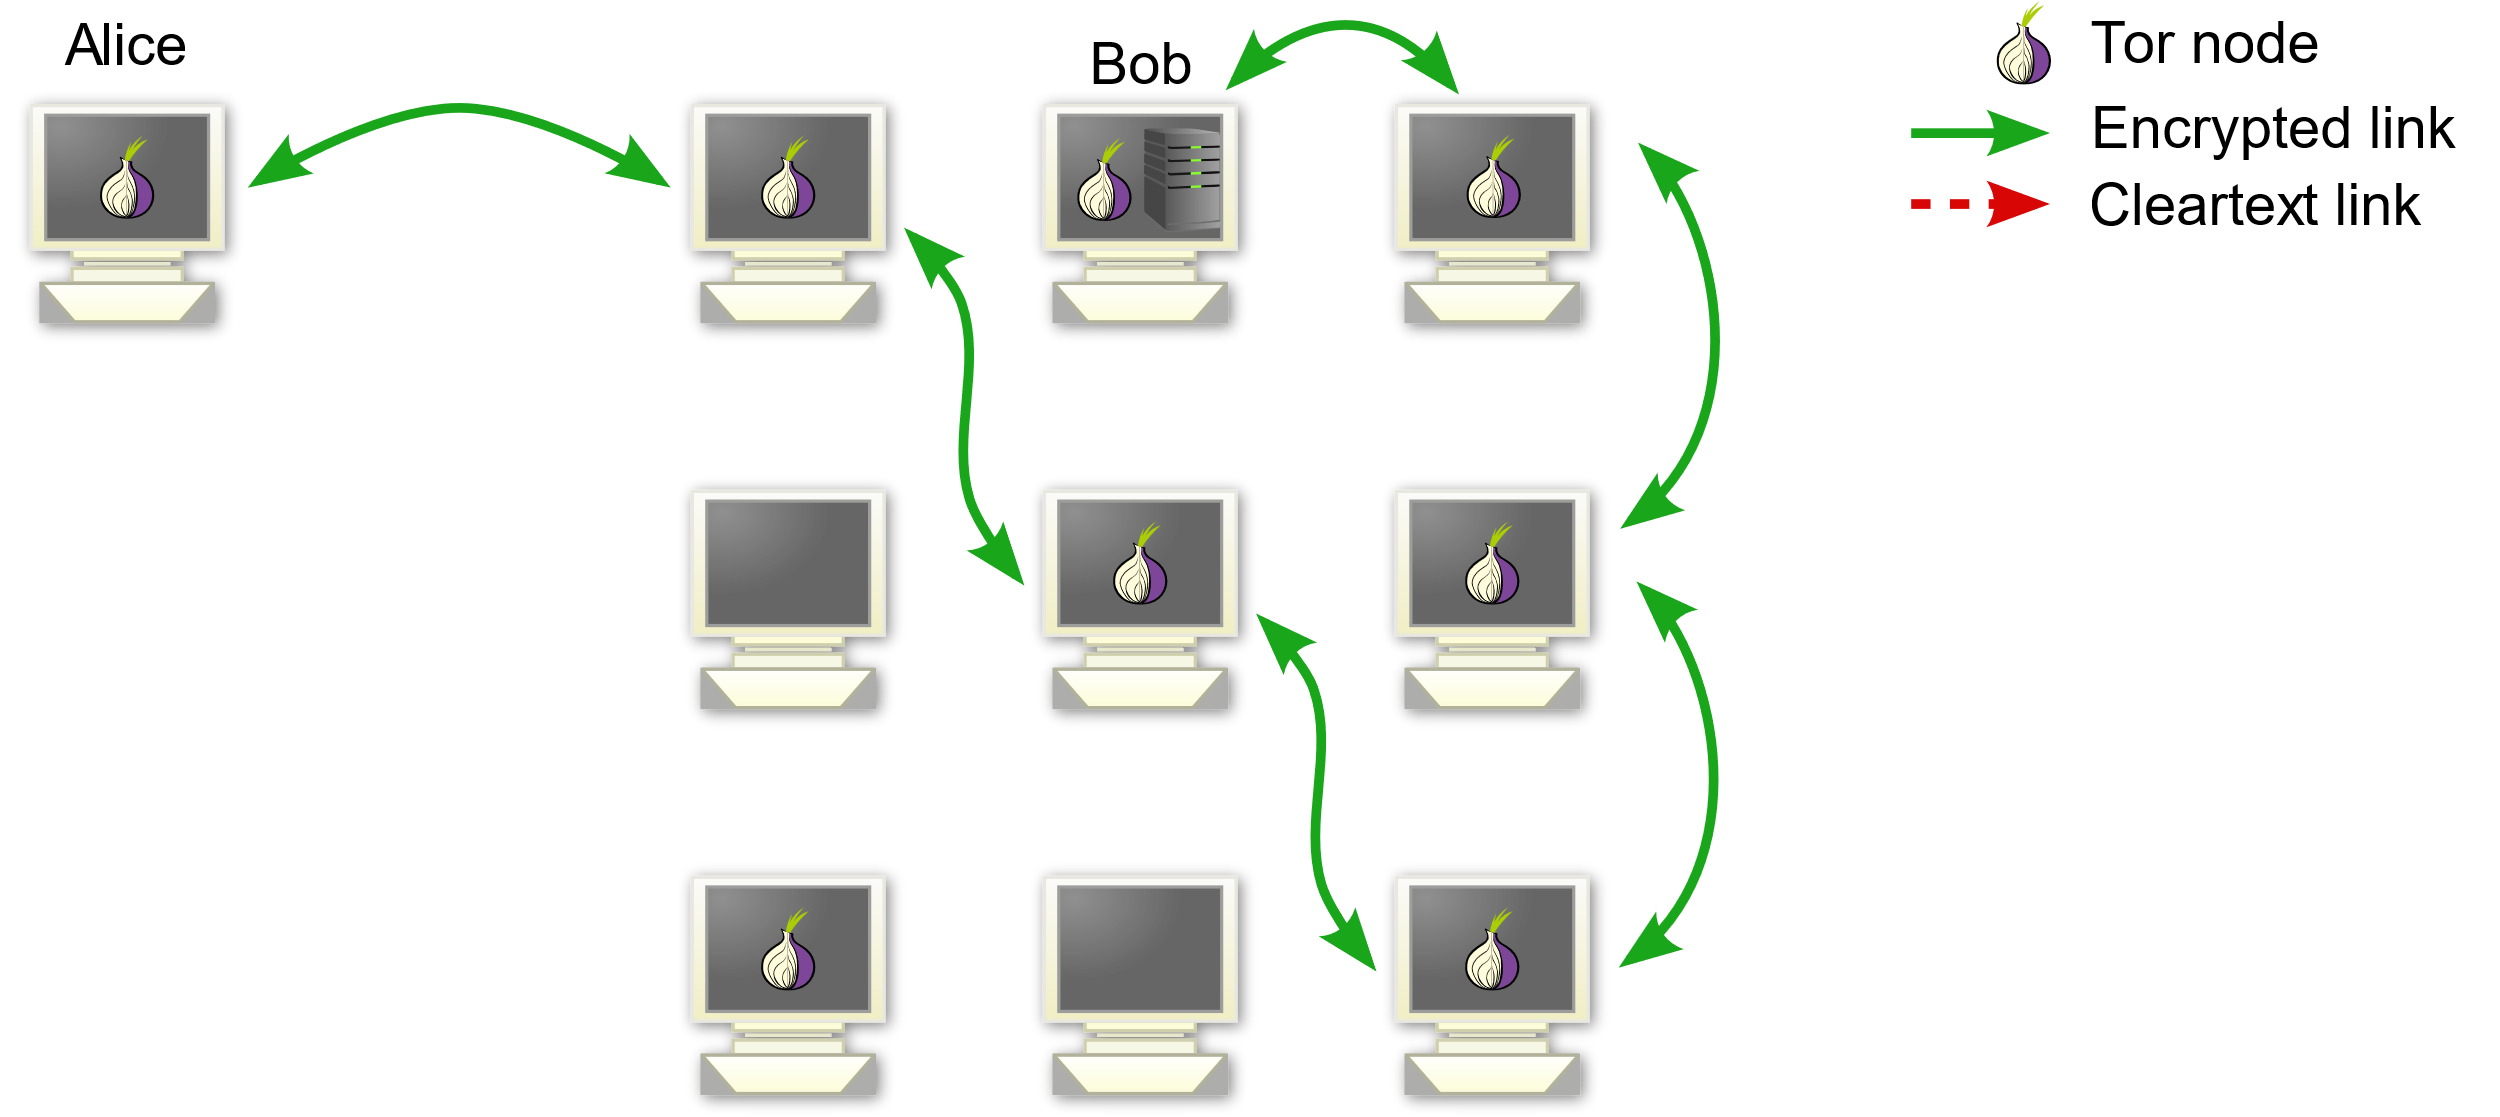 Alice
Bob
Tor node
Encrypted link
Cleartext link